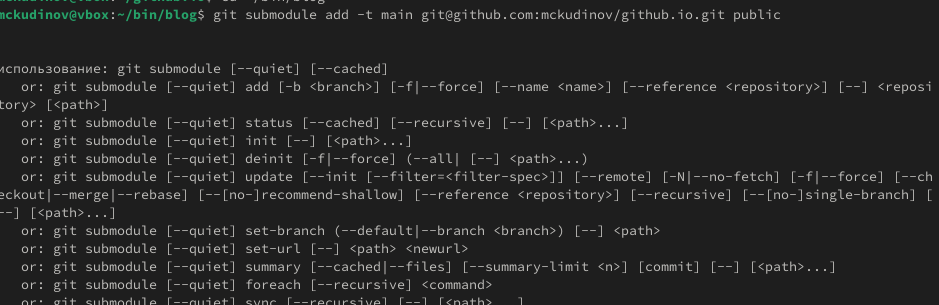 mckudinov@vbox:~/bin/blog$ git submodule add -t main git@github.com:mckudinov/github.io.git public
использование: git submodule [--quiet] [--cached]
or: git submodule [--quiet] add [-b <branch>] [-f|--force] [--name <name>] [--reference <repository>] [--] <reposi
tory> [<path>]
or: git submodule [--quiet] status [--cached] [--recursive] [--] [<path>...]
or: git submodule [--quiet] init [--] [<path>...]
or: git submodule [--quiet] deinit [-f|--force] (--all| [--] <path>...)
or: git submodule [--quiet] update [--init [--filter=<filter-spec>]] [--remote] [-N|--no-fetch] [-f|--force] [--ch
eckout|--merge|--rebase] [--[no-]recommend-shallow] [--reference <repository>] [--recursive] [--[no-]single-branch] [
--] [<path>...]
or: git submodule [--quiet] set-branch (--default|--branch <branch>) [--] <path>
or: git submodule [--quiet] set-url [--] <path> <newurl>
or: git submodule [--quiet] summary [--cached|--files] [--summary-limit <n>] [commit] [--] [<path>...]
or: git submodule [--quiet] foreach [--recursive] <command>
or: git submodule [--quiet] sync [--recursive] [--] [<path>...]